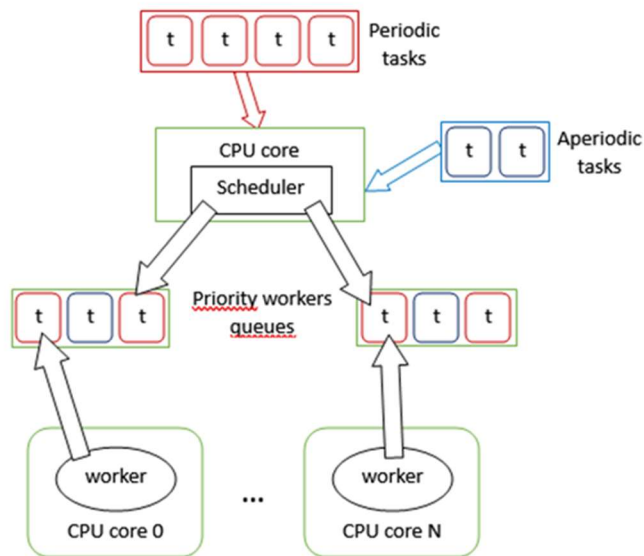 t t t t
Periodic
tasks
CPU core
Scheduler
t t
Aperiodic
tasks
Priority workers
queues
t t t
t t t
worker
CPU core 0
...
worker
CPU core N